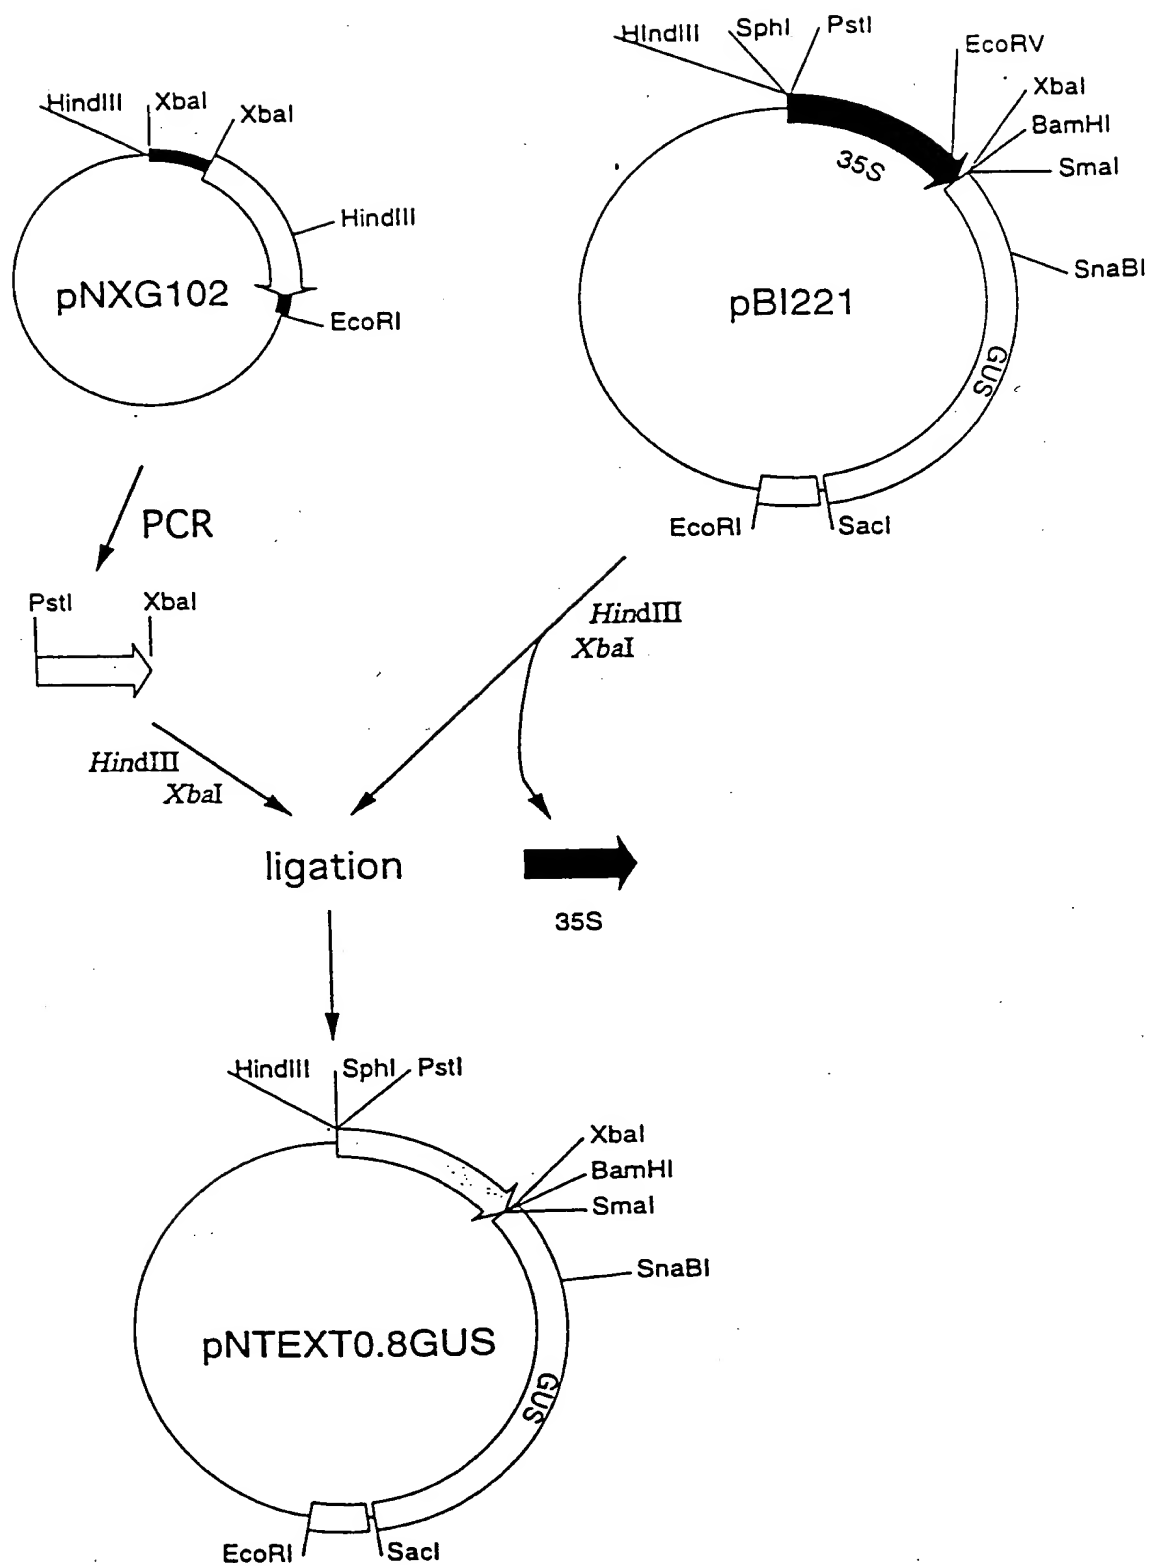 HindIII
XbaI
XbaI
HindIII
pNXG102
EcoRI
HindIII
SphI
PstI
EcoRV
XbaI
BamHI
SmaI
35S
SnaBI
pBI221
GUS
EcoRI
SacI
PCR
PstI
XbaI
HindIII
XbaI
HindIII
XbaI
ligation
35S
HindIII
SphI
PstI
XbaI
BamHI
SmaI
SnaBI
pNTEXT0.8GUS
GUS
EcoRI
SacI